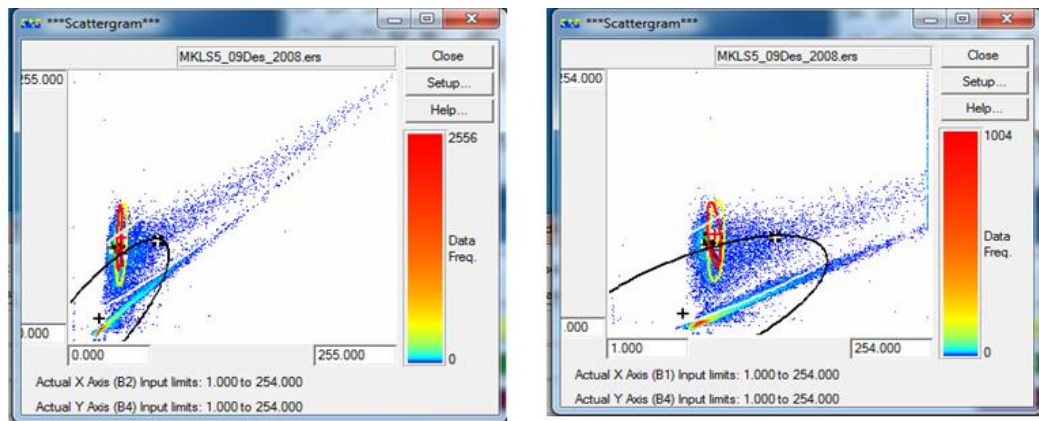 ***Scattergram***
MKLS5_09Des_2008.ers
Close
Setup...
Help...
255.000
2556
Data
Freq.
0
0.000
0.000
255.000
Actual X Axis (B2) Input limits: 1.000 to 254.000
Actual Y Axis (B4) Input limits: 1.000 to 254.000
***Scattergram***
MKLS5_09Des_2008.ers
Close
Setup...
Help...
254.000
1004
Data
Freq.
0
.000
1.000
254.000
Actual X Axis (B1) Input limits: 1.000 to 254.000
Actual Y Axis (B4) Input limits: 1.000 to 254.000